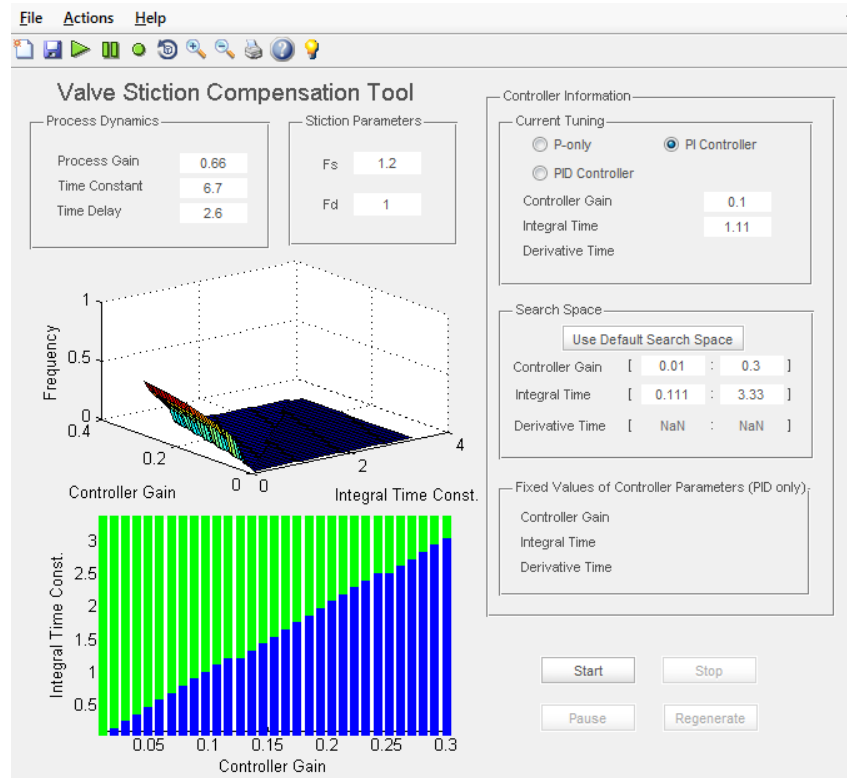 File Actions Help
Valve Stiction Compensation Tool
Process Dynamics
Process Gain 0.66
Time Constant 6.7
Time Delay 2.6
Stiction Parameters
Fs 1.2
Fd 1
Controller Information
Current Tuning
P-only PI Controller
PID Controller
Controller Gain 0.1
Integral Time 1.11
Derivative Time
Search Space
Use Default Search Space
Controller Gain [ 0.01 : 0.3 ]
Integral Time [ 0.111 : 3.33 ]
Derivative Time [ NaN : NaN ]
Fixed Values of Controller Parameters (PID only)
Controller Gain
Integral Time
Derivative Time
Start Stop
Pause Regenerate
Frequency
1
0.5
0
0.4
0.2
0 0
2
4
Controller Gain
Integral Time Const.
Integral Time Const.
3
2.5
2
1.5
1
0.5
0.05 0.1 0.15 0.2 0.25 0.3
Controller Gain